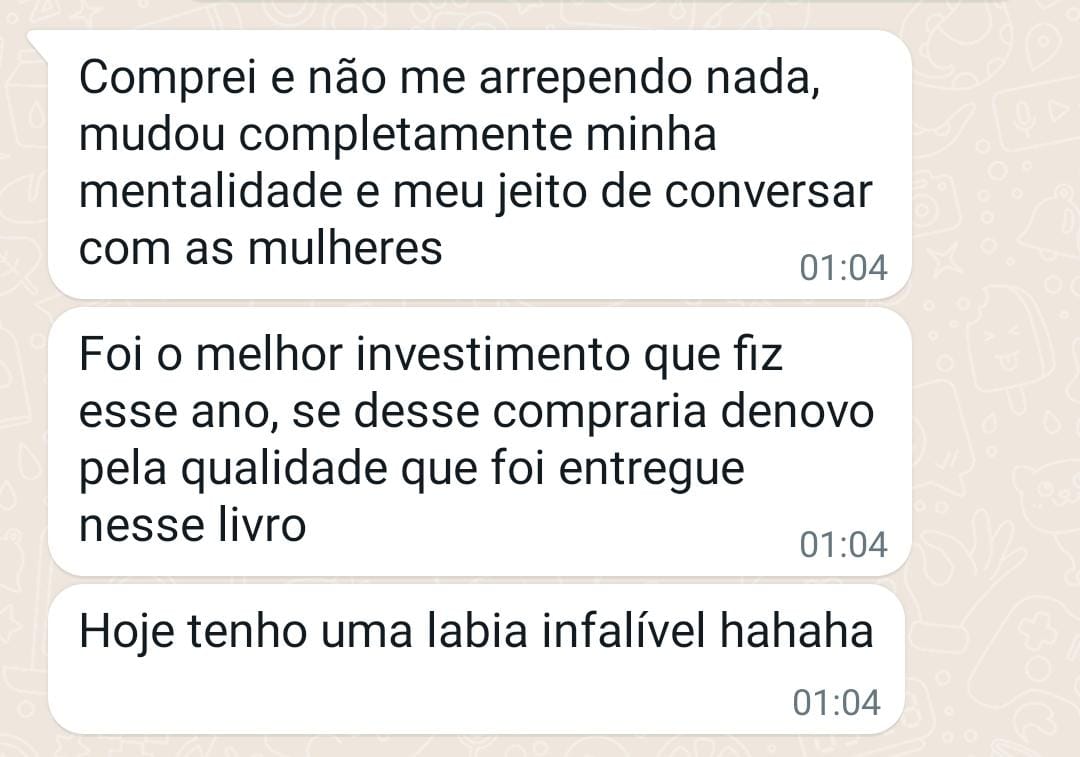 Comprei e não me arrependo nada,
mudou completamente minha
mentalidade e meu jeito de conversar
com as mulheres
01:04
Foi o melhor investimento que fiz
esse ano, se desse compraria denovo
pela qualidade que foi entregue
nesse livro
01:04
Hoje tenho uma labia infalível hahaha
01:04